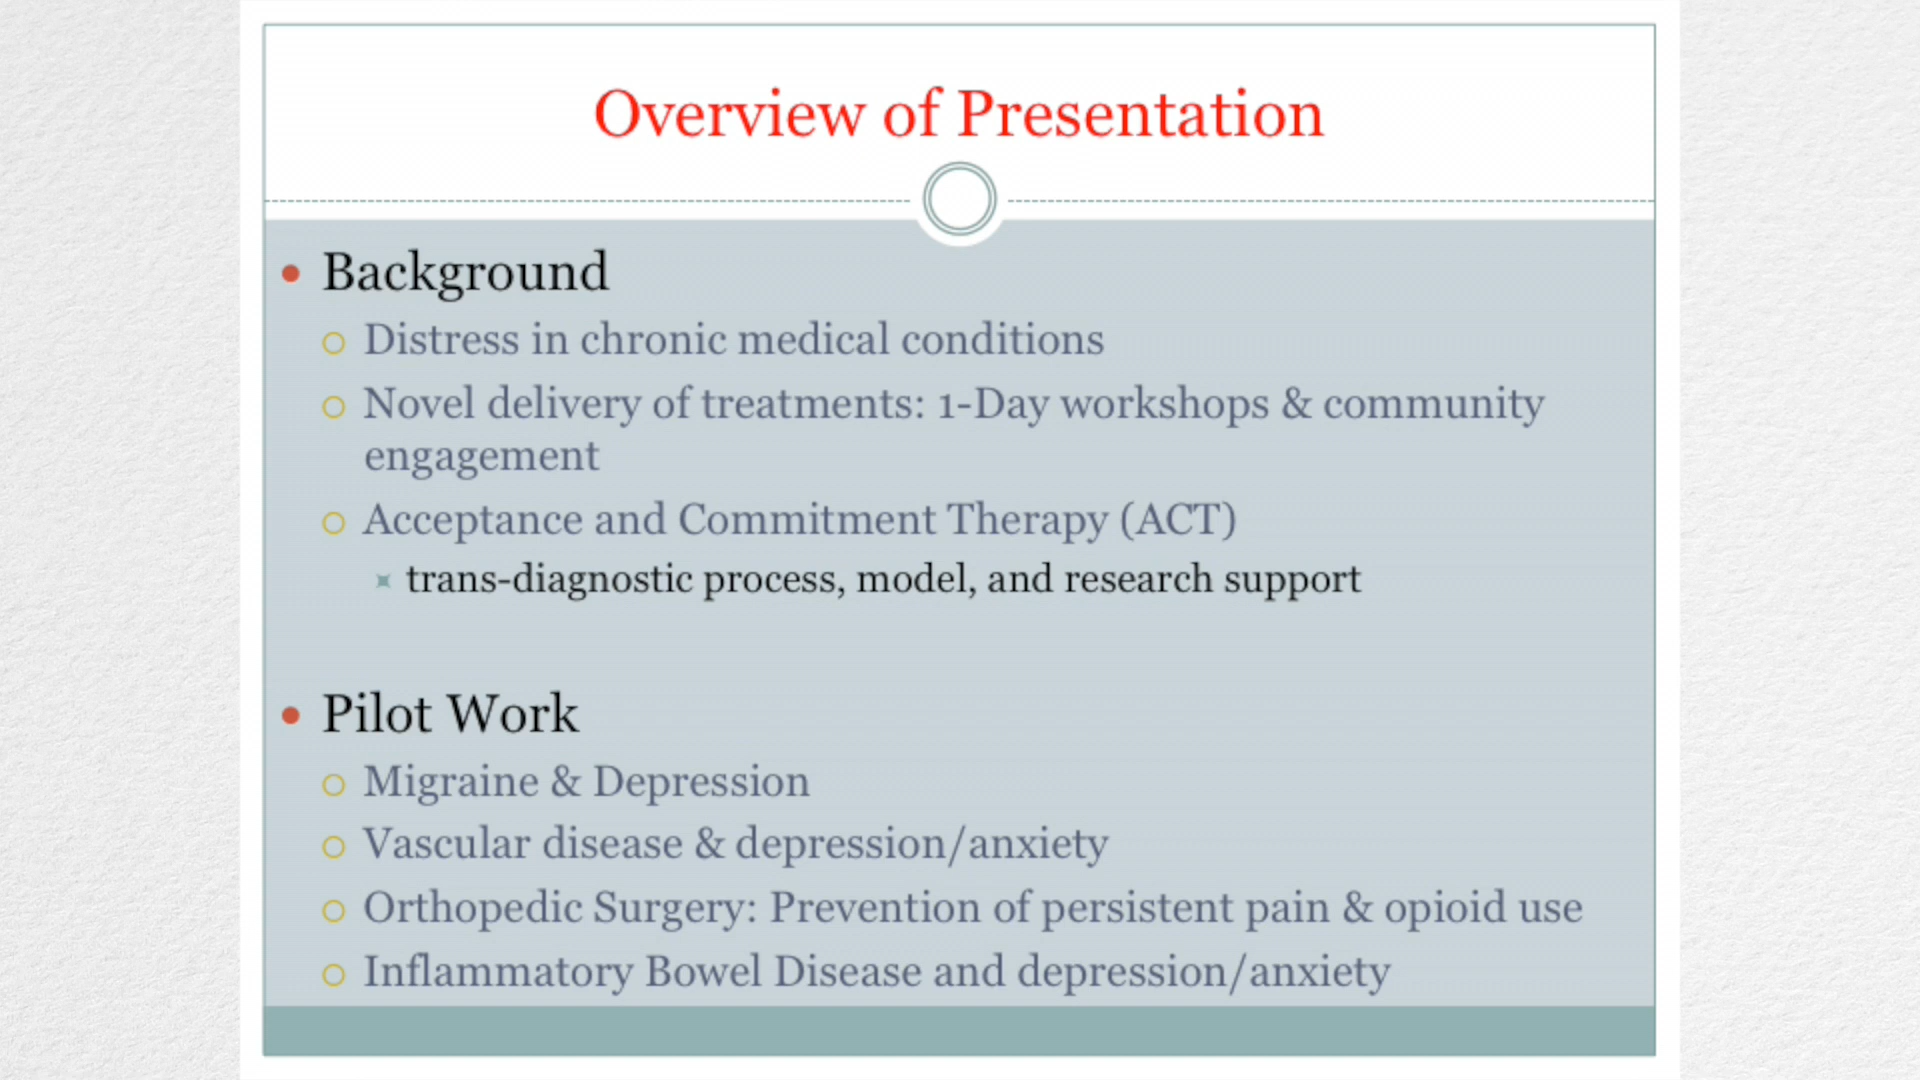 Overview of Presentation
Background
Distress in chronic medical conditions
Novel delivery of treatments: 1-Day workshops & community
engagement
Acceptance and Commitment Therapy (ACT)
trans-diagnostic process, model, and research support
Pilot Work
Migraine & Depression
Vascular disease & depression/anxiety
Orthopedic Surgery: Prevention of persistent pain & opioid use
Inflammatory Bowel Disease and depression/anxiety